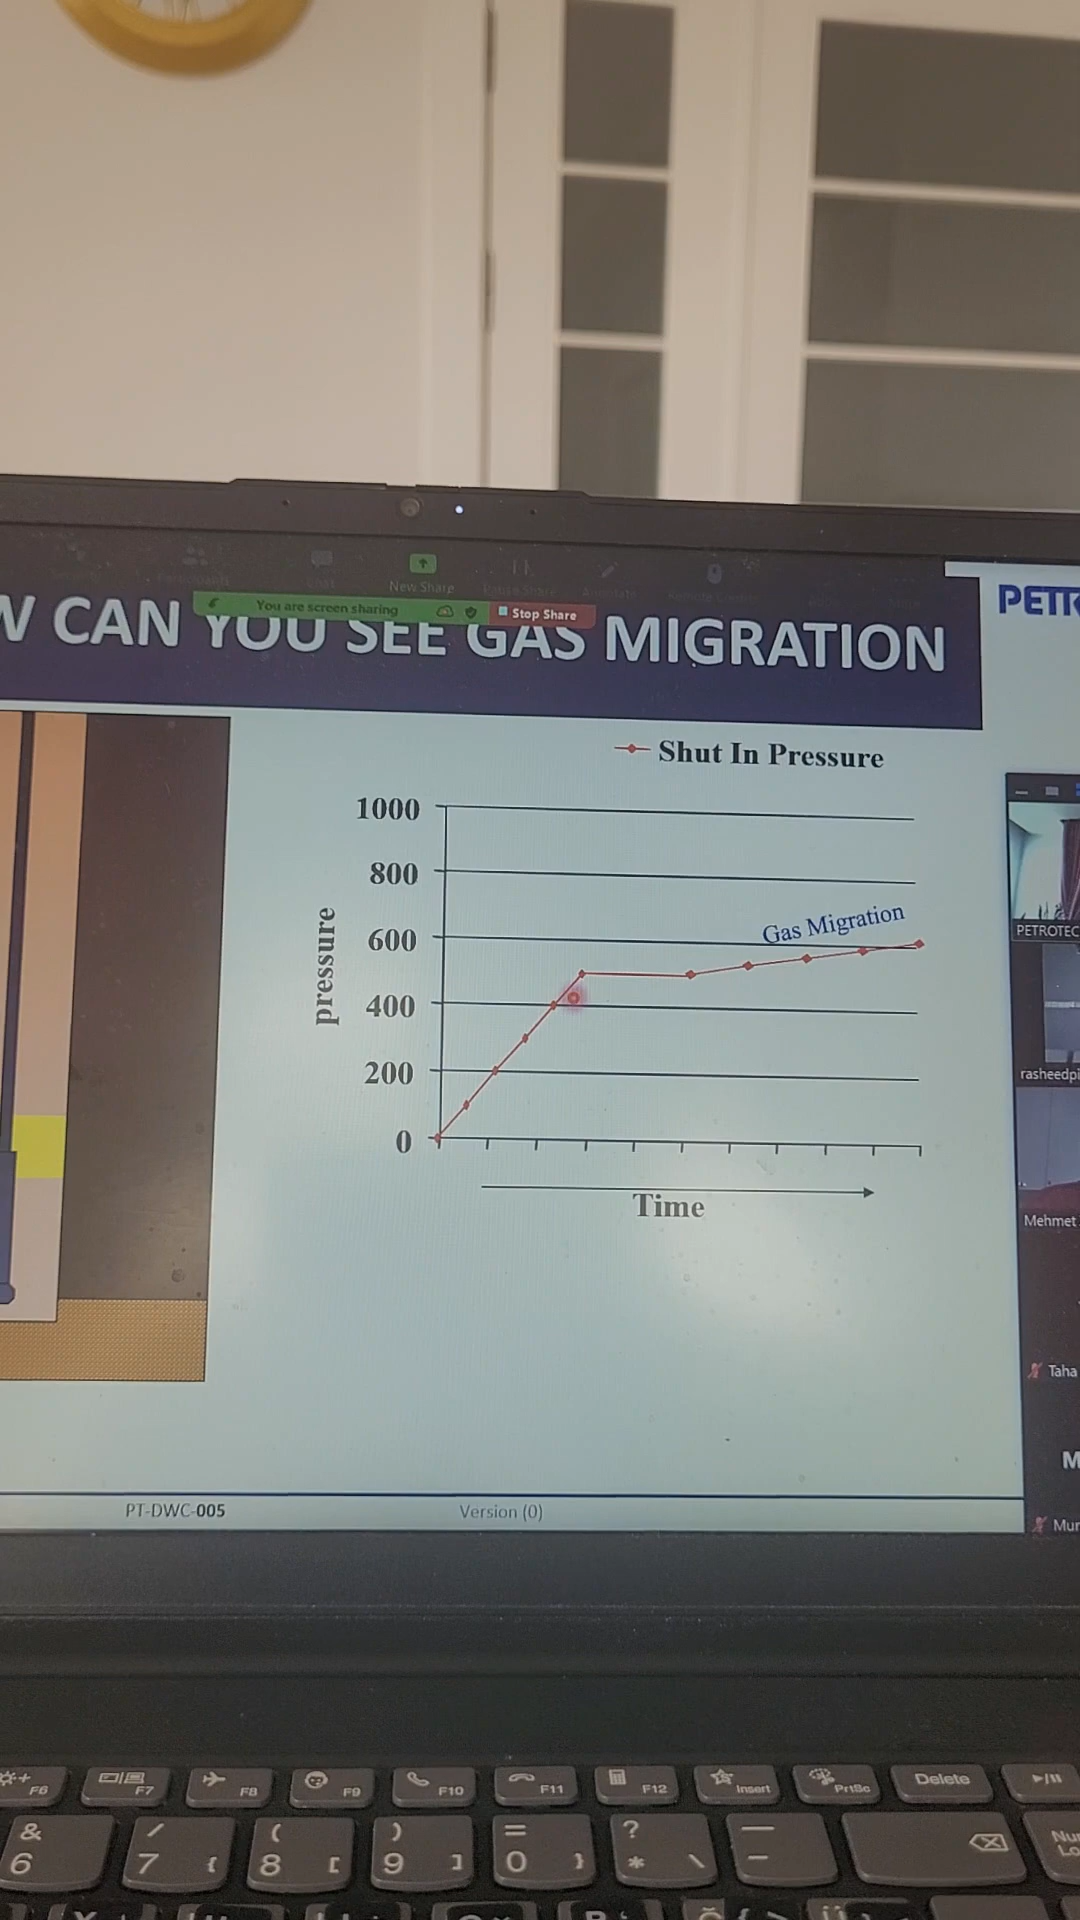 New Share
You are screen sharing
Stop Share
W CAN YOU SEE GAS MIGRATION
PETR
Shut In Pressure
1000
800
600
400
200
0
pressure
Gas Migration
Time
PETROTEC
rasheedpi
Mehmet
Taha
M
Mur
PT-DWC-005
Version (0)
F6
F7
F8
F9
F10
F11
F12
Insert
PrtSc
Delete
& 6
/ 7 {
( 8 [
) 9 ]
= 0 }
? * \
_ -
Nu
Lo